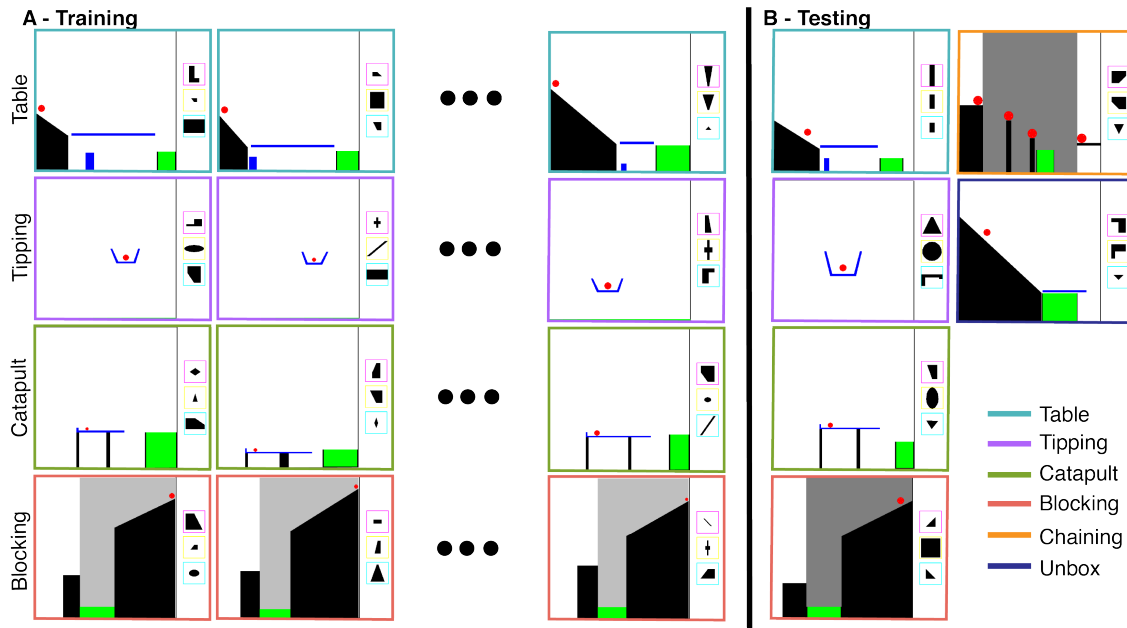 A - Training
B - Testing
Table
Tipping
Catapult
Blocking
Table
Tipping
Catapult
Blocking
Chaining
Unbox